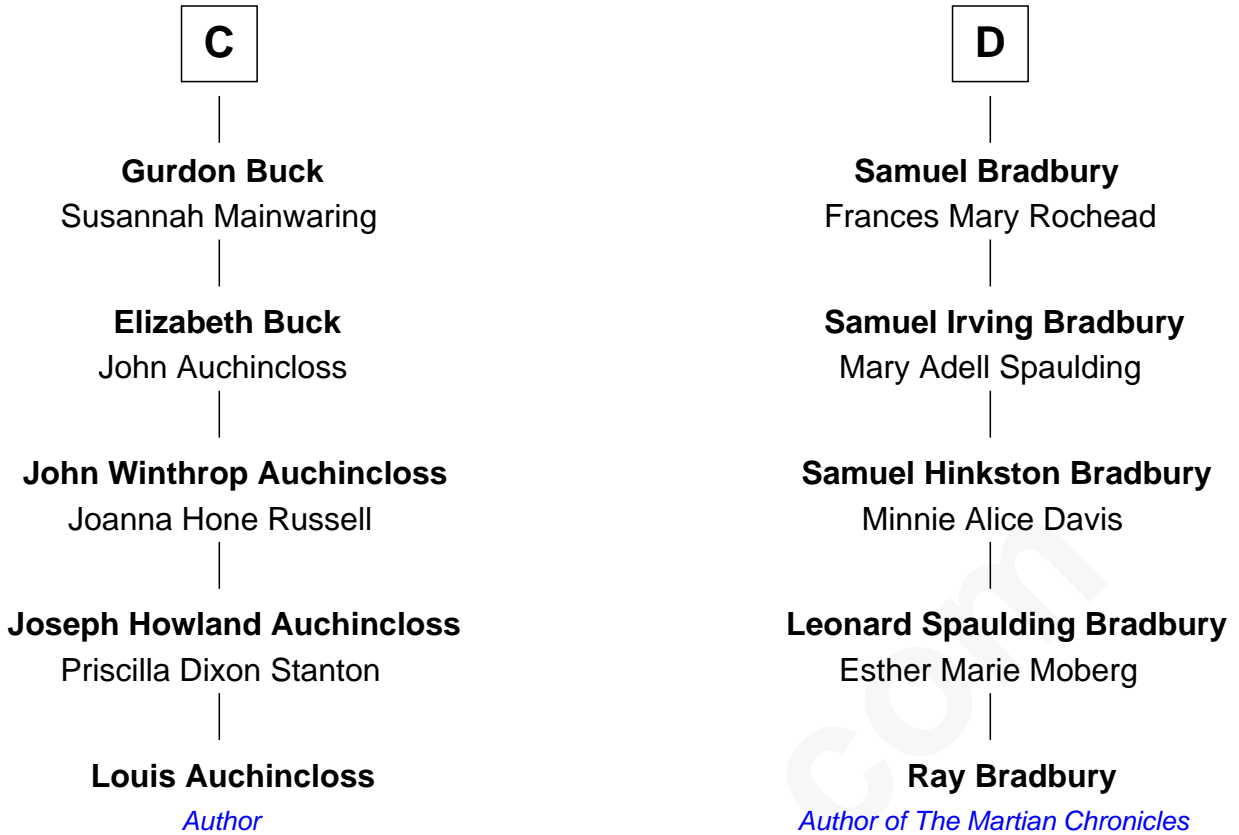 C
Gurdon Buck
Susannah Mainwaring
Elizabeth Buck
John Auchincloss
John Winthrop Auchincloss
Joanna Hone Russell
Joseph Howland Auchincloss
Priscilla Dixon Stanton
Louis Auchincloss
Author
D
Samuel Bradbury
Frances Mary Rochead
Samuel Irving Bradbury
Mary Adell Spaulding
Samuel Hinkston Bradbury
Minnie Alice Davis
Leonard Spaulding Bradbury
Esther Marie Moberg
Ray Bradbury
Author of The Martian Chronicles
com